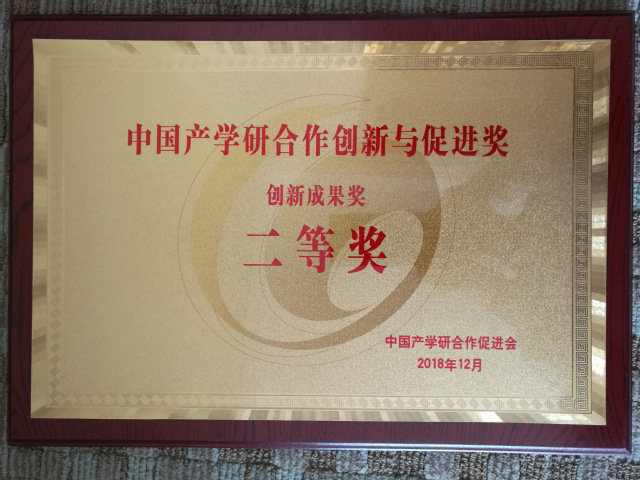 中国产学研合作创新与促进奖
创新成果奖
二等奖
中国产学研合作促进会
2018年12月